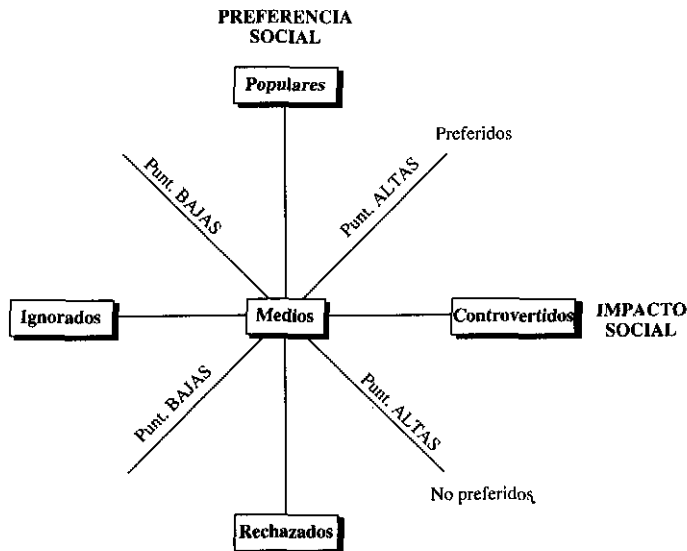 PREFERENCIA
SOCIAL
Populares
Preferidos
Punt. BAJAS
Punt. ALTAS
Ignorados
Medios
Controvertidos
IMPACTO
SOCIAL
Punt. BAJAS
Punt. ALTAS
No preferidos
Rechazados